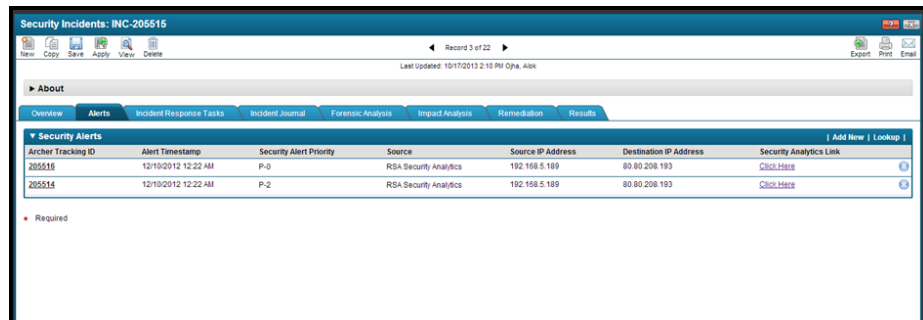 Security Incidents: INC-205515
New Copy Save Apply View Delete
Record 3 of 22
Export Print Email
Last Updated: 10/17/2013 2:10 PM Ojha, Alok
About
Overview Alerts Incident Response Tasks Incident Journal Forensic Analysis Impact Analysis Remediation Results
Security Alerts | Add New | Lookup |
Archer Tracking ID Alert Timestamp Security Alert Priority Source Source IP Address Destination IP Address Security Analytics Link
205516 12/10/2012 12:22 AM P-0 RSA Security Analytics 192.168.5.189 80.80.208.193 Click Here
205514 12/10/2012 12:22 AM P-2 RSA Security Analytics 192.168.5.189 80.80.208.193 Click Here
Required